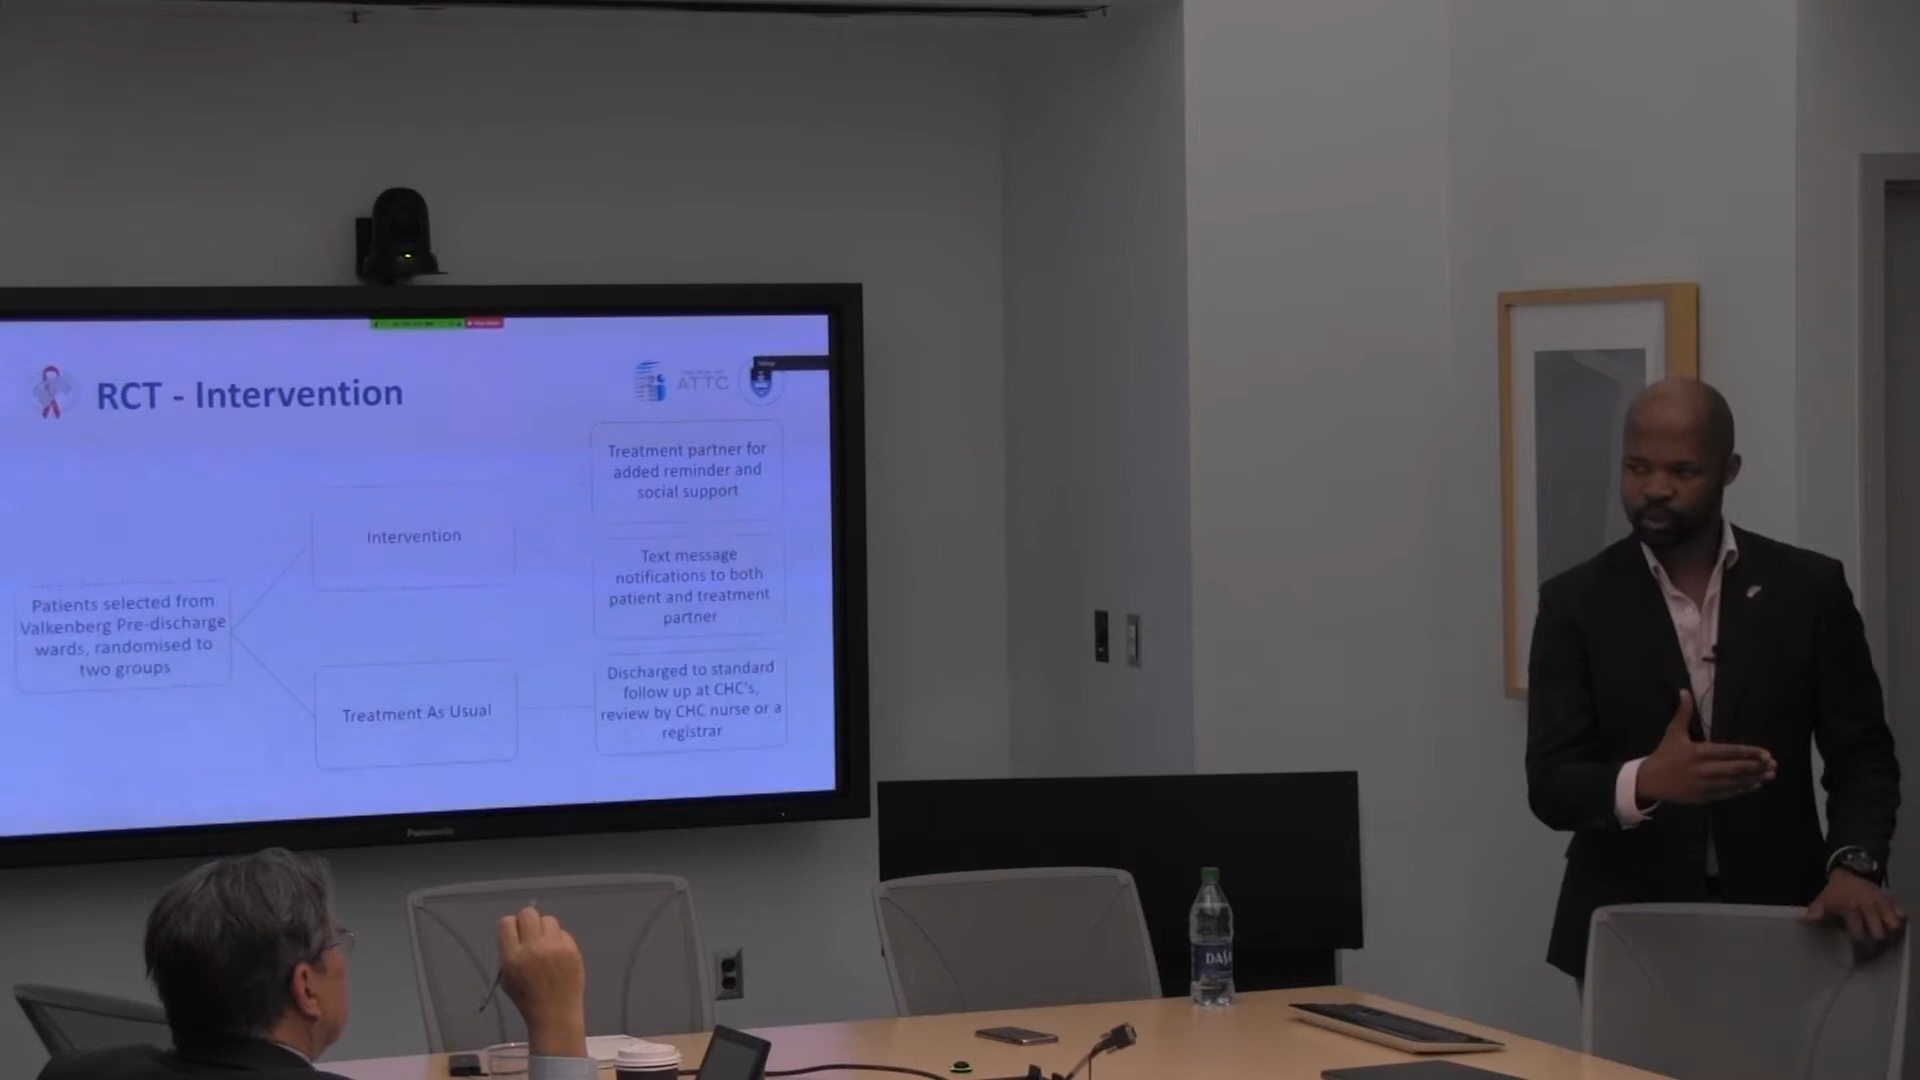 RCT - Intervention
ATTC
Treatment partner for
added reminder and
social support
Intervention
Text message
notifications to both
patient and treatment
partner
Patients selected from
Valkenberg Pre-discharge
wards, randomised to
two groups
Treatment As Usual
Discharged to standard
follow up at CHC's,
review by CHC nurse or a
registrar
Panasonic